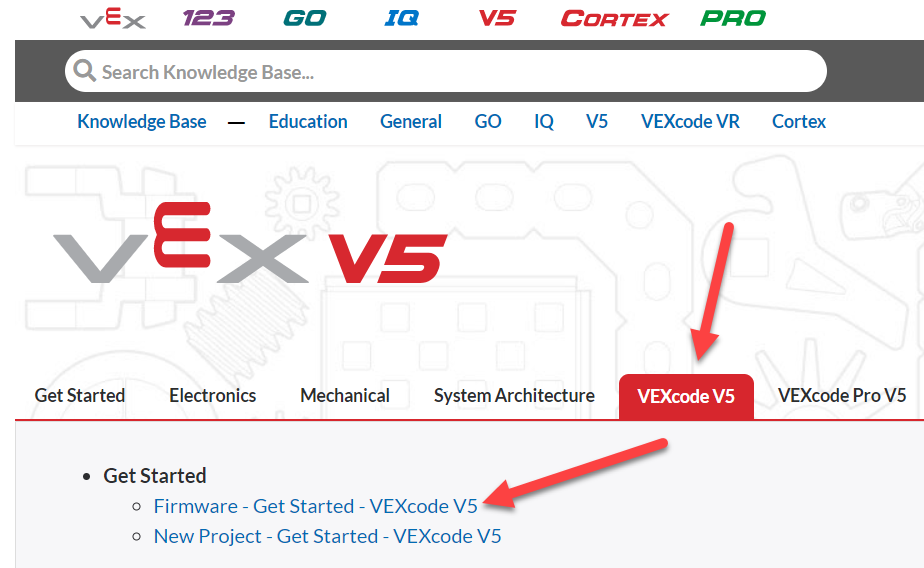 VEX 123 GO IQ V5 CORTEX PRO
Search Knowledge Base...
Knowledge Base — Education General GO IQ V5 VEXcode VR Cortex
VEX V5
Get Started Electronics Mechanical System Architecture VEXcode V5 VEXcode Pro V5
• Get Started
○ Firmware - Get Started - VEXcode V5
○ New Project - Get Started - VEXcode V5